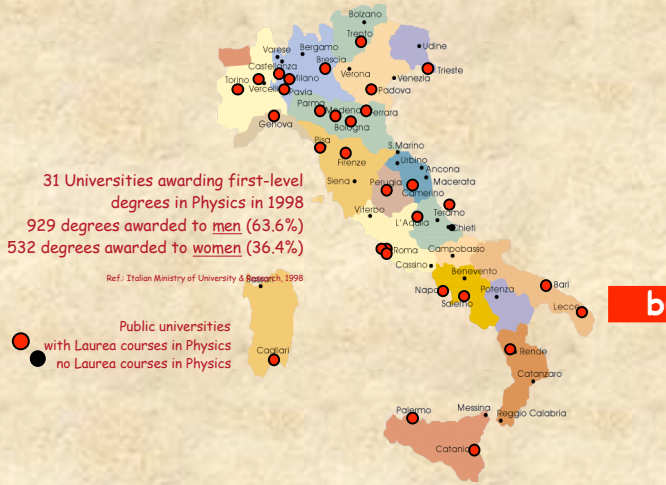 Bolzano
Trento
Udine
Varese
Bergamo
Castellanza
Brescia
Trieste
Milano
Verona
Venezia
Torino
Vercelli
Pavia
Padova
Parma
Modena
Ferrara
Genova
Bologna
Pisa
S.Marino
Firenze
Urbino
Ancona
Siena
Perugia
Macerata
Camerino
Viterbo
Teramo
L'Aquila
Chieti
Roma
Campobasso
Cassino
Benevento
Bari
Napoli
Potenza
Salerno
Lecce
Rende
Cagliari
Catanzaro
Palermo
Messina
Reggio Calabria
Catania
31 Universities awarding first-level
degrees in Physics in 1998
929 degrees awarded to men (63.6%)
532 degrees awarded to women (36.4%)
Ref.: Italian Ministry of University & Research, 1998
Public universities
with Laurea courses in Physics
no Laurea courses in Physics
b